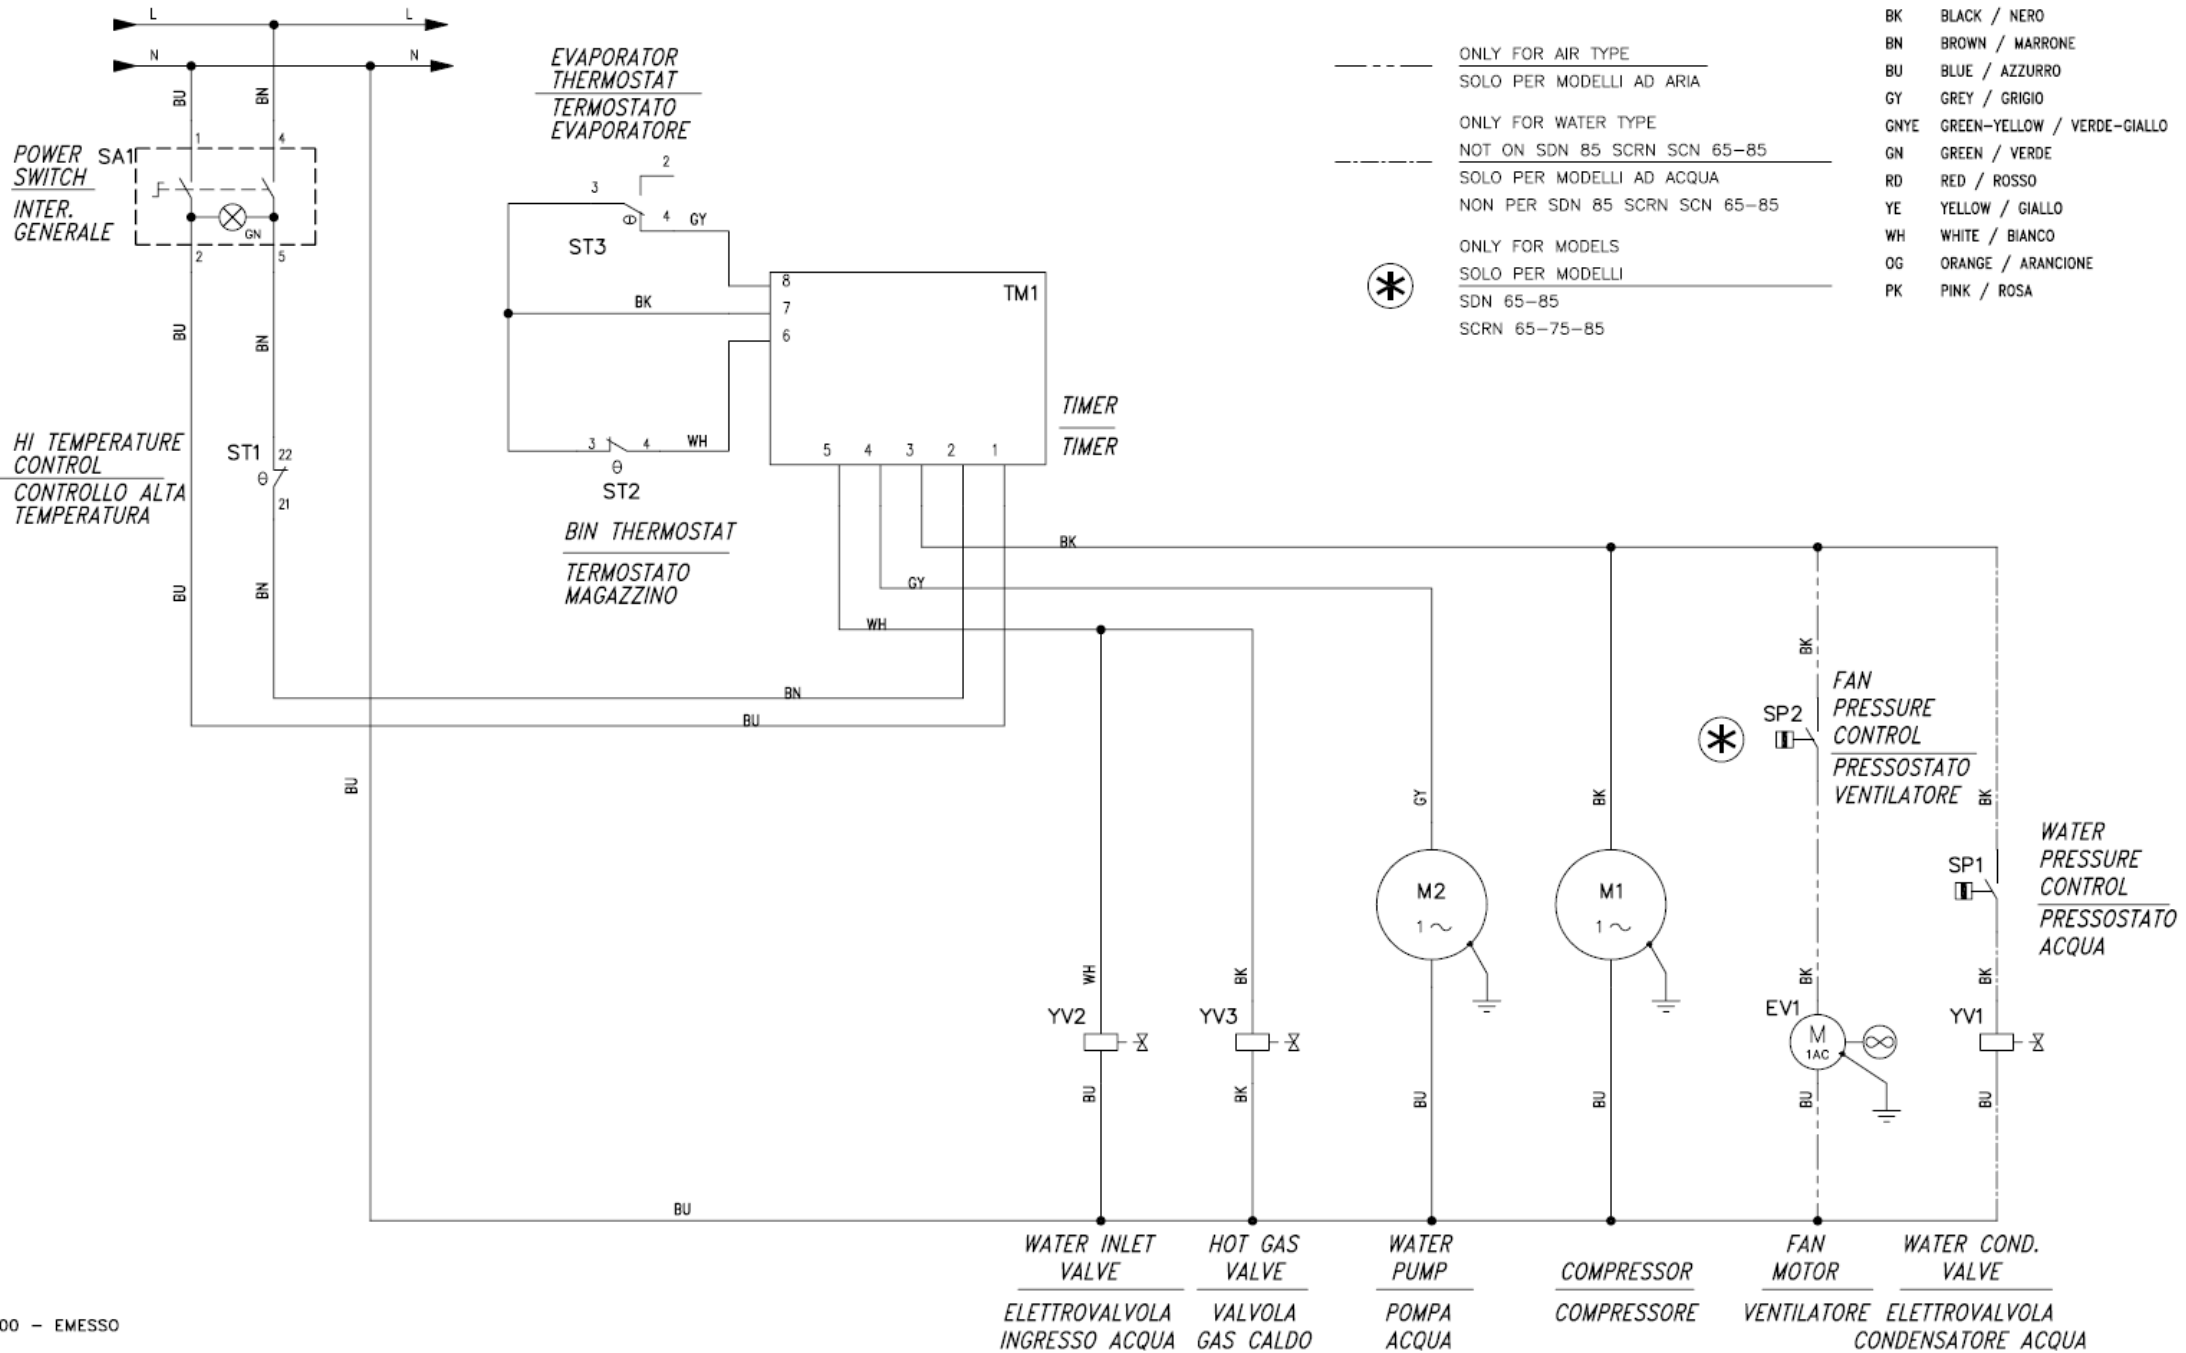 L
L
N
N
BU
BN
1
4
POWER
SWITCH
INTER.
GENERALE
SA1
GN
2
5
BU
BN
HI TEMPERATURE
CONTROL
CONTROLLO ALTA
TEMPERATURA
ST1
22
θ
21
BU
BN
EVAPORATOR
THERMOSTAT
TERMOSTATO
EVAPORATORE
2
3
θ
4
GY
ST3
BK
8
7
6
TM1
5
4
3
2
1
TIMER
TIMER
3
4
WH
θ
ST2
BIN THERMOSTAT
TERMOSTATO
MAGAZZINO
ONLY FOR AIR TYPE
SOLO PER MODELLI AD ARIA
ONLY FOR WATER TYPE
NOT ON SDN 85 SCRN SCN 65-85
SOLO PER MODELLI AD ACQUA
NON PER SDN 85 SCRN SCN 65-85
ONLY FOR MODELS
SOLO PER MODELLI
SDN 65-85
SCRN 65-75-85
BK BLACK / NERO
BN BROWN / MARRONE
BU BLUE / AZZURRO
GY GREY / GRIGIO
GNYE GREEN-YELLOW / VERDE-GIALLO
GN GREEN / VERDE
RD RED / ROSSO
YE YELLOW / GIALLO
WH WHITE / BIANCO
OG ORANGE / ARANCIONE
PK PINK / ROSA
BK
GY
WH
BN
BU
BU
BK
FAN
PRESSURE
CONTROL
PRESSOSTATO
VENTILATORE
SP2
GY
BK
BK
WATER
PRESSURE
CONTROL
PRESSOSTATO
ACQUA
SP1
M2
1~
M1
1~
WH
BK
BK
BK
YV2
YV3
EV1
M
1AC
YV1
BU
BK
BU
BU
BU
BU
BU
WATER INLET
VALVE
ELETTROVALVOLA
INGRESSO ACQUA
HOT GAS
VALVE
VALVOLA
GAS CALDO
WATER
PUMP
POMPA
ACQUA
COMPRESSOR
COMPRESSORE
FAN
MOTOR
VENTILATORE
WATER COND.
VALVE
ELETTROVALVOLA
CONDENSATORE ACQUA
00 - EMESSO